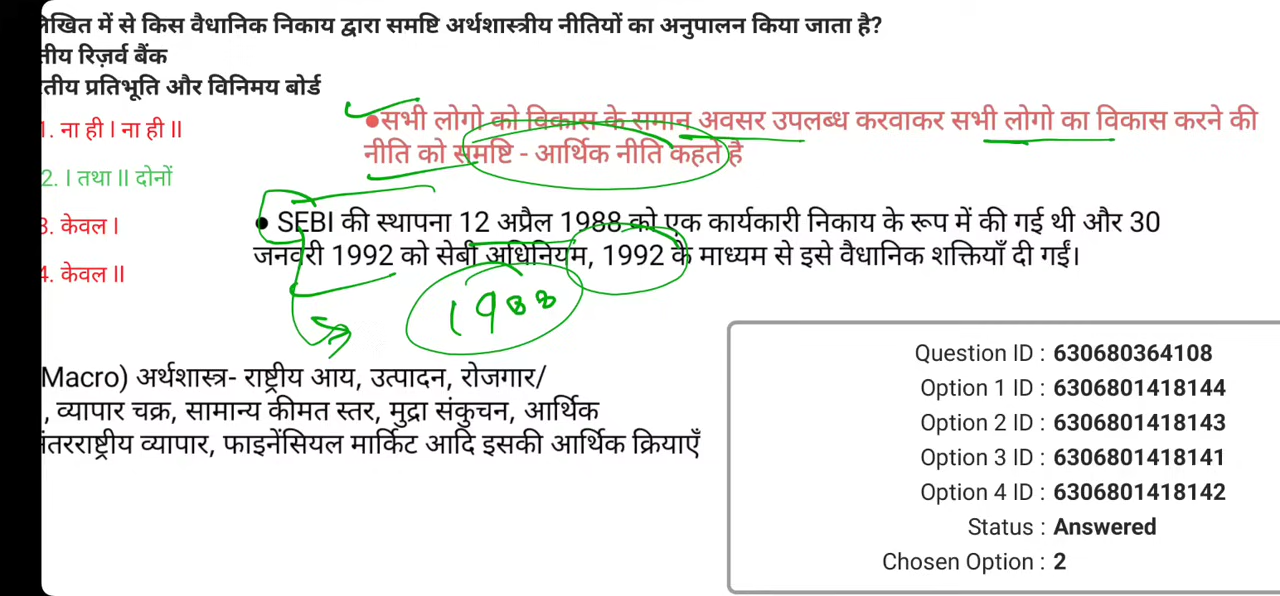 लिखित में से किस वैधानिक निकाय द्वारा समष्टि अर्थशास्त्रीय नीतियों का अनुपालन किया जाता है?
तीय रिज़र्व बैंक
तीय प्रतिभूति और विनिमय बोर्ड
1. ना ही I ना ही II
●सभी लोगो को विकास के समान अवसर उपलब्ध करवाकर सभी लोगो का विकास करने की
नीति को समष्टि - आर्थिक नीति कहते है
2. I तथा II दोनों
3. केवल I
● SEBI की स्थापना 12 अप्रैल 1988 को एक कार्यकारी निकाय के रूप में की गई थी और 30
जनवरी 1992 को सेबी अधिनियम, 1992 के माध्यम से इसे वैधानिक शक्तियाँ दी गईं।
4. केवल II
1988
Macro) अर्थशास्त्र- राष्ट्रीय आय, उत्पादन, रोजगार/
, व्यापार चक्र, सामान्य कीमत स्तर, मुद्रा संकुचन, आर्थिक
अंतरराष्ट्रीय व्यापार, फाइनेंसियल मार्किट आदि इसकी आर्थिक क्रियाएँ
Question ID : 630680364108
Option 1 ID : 6306801418144
Option 2 ID : 6306801418143
Option 3 ID : 6306801418141
Option 4 ID : 6306801418142
Status : Answered
Chosen Option : 2